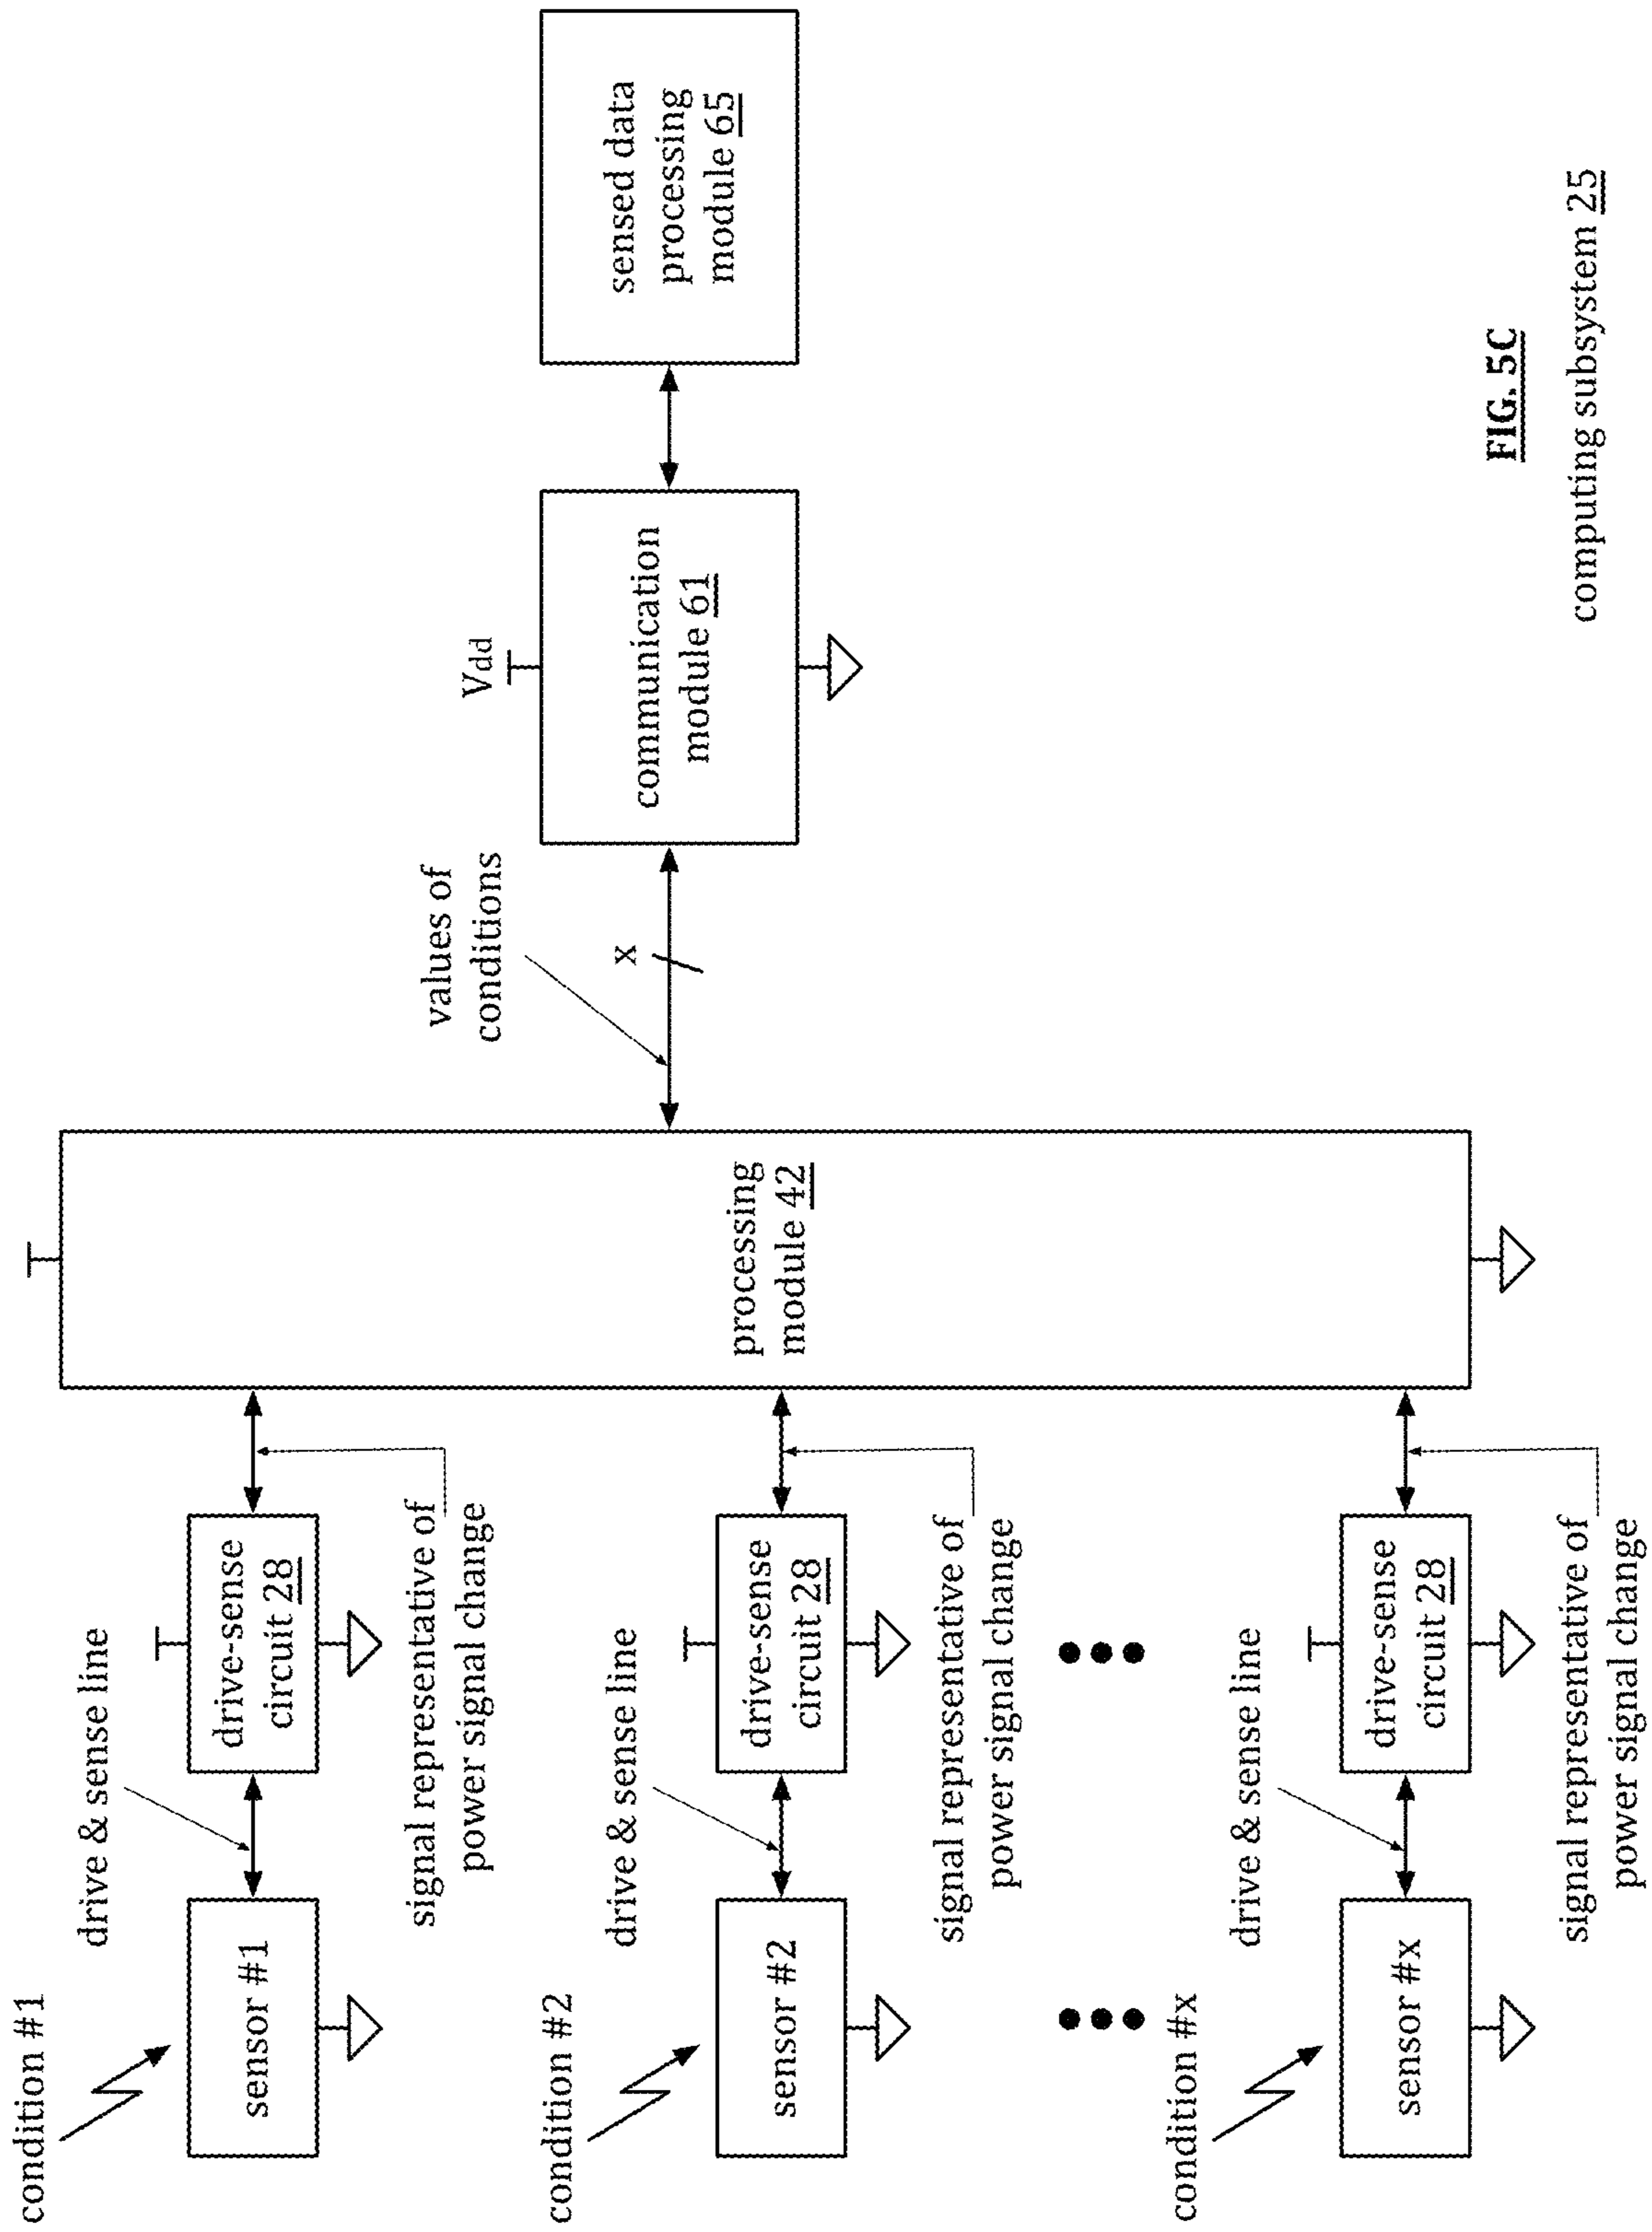 condition #1
drive & sense line
sensor #1
drive-sense
circuit 28
signal representative of
power signal change
condition #2
drive & sense line
sensor #2
drive-sense
circuit 28
signal representative of
power signal change
condition #x
drive & sense line
sensor #x
drive-sense
circuit 28
signal representative of
power signal change
processing
module 42
values of
conditions
x
Vdd
communication
module 61
sensed data
processing
module 65
FIG. 5C
computing subsystem 25